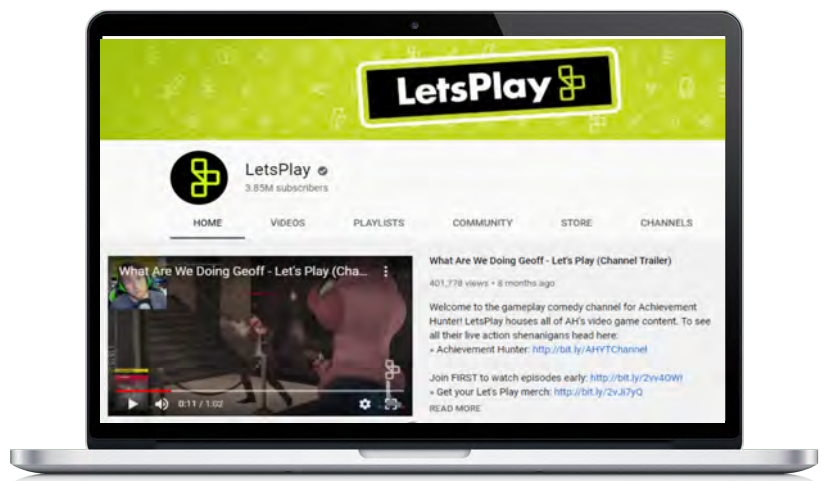 LetsPlay
LetsPlay
3.85M subscribers
HOME VIDEOS PLAYLISTS COMMUNITY STORE CHANNELS
What Are We Doing Geoff - Let's Play (Cha...
0:11 / 1:02
What Are We Doing Geoff - Let's Play (Channel Trailer)
401,778 views • 8 months ago
Welcome to the gameplay comedy channel for Achievement
Hunter! LetsPlay houses all of AH's video game content. To see
all their live action shenanigans head here:
» Achievement Hunter: http://bit.ly/AHYTChannel
Join FIRST to watch episodes early: http://bit.ly/2vv4OWf
» Get your Let's Play merch: http://bit.ly/2vJi7yQ
READ MORE